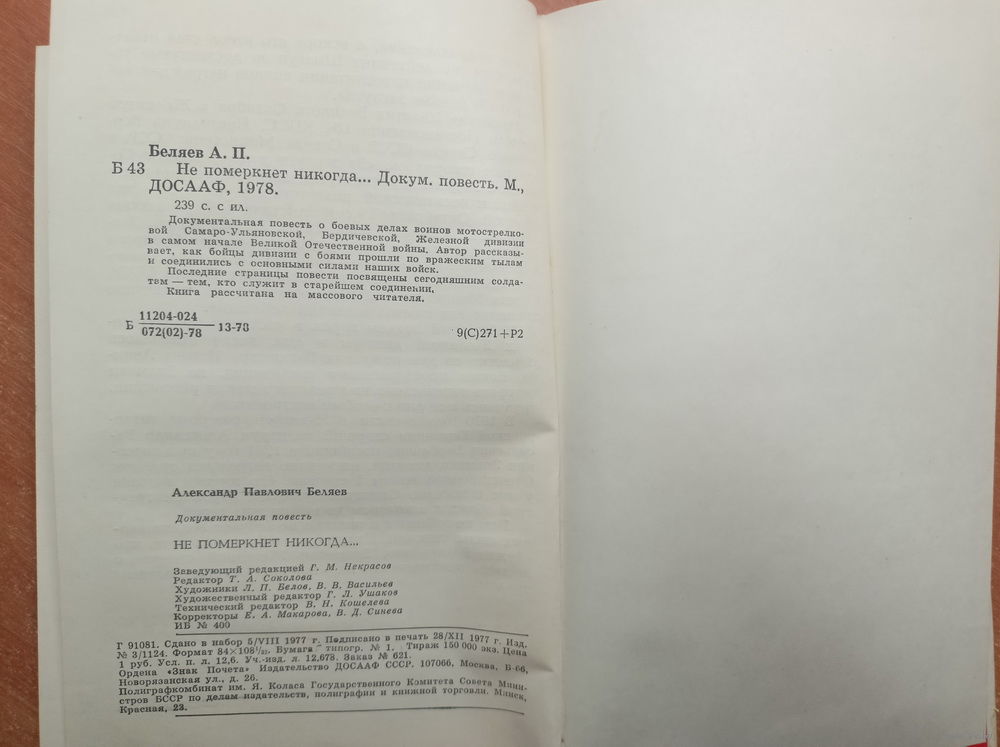 Беляев А. П.
Б 43 Не померкнет никогда... Докум. повесть. М.,
ДОСААФ, 1978.
239 с. с ил.
Документальная повесть о боевых делах воинов мотострелко-
вой Самаро-Ульяновской, Бердичевской, Железной дивизии
в самом начале Великой Отечественной войны. Автор рассказы-
вает, как бойцы дивизии с боями прошли по вражеским тылам
и соединились с основными силами наших войск.
Последние страницы повести посвящены сегодняшним солда-
там — тем, кто служит в старейшем соединении.
Книга рассчитана на массового читателя.
Б 11204-024
072(02)-78 13-78 9(С)271+Р2
Александр Павлович Беляев
Документальная повесть
НЕ ПОМЕРКНЕТ НИКОГДА...
Заведующий редакцией Г. М. Некрасов
Редактор Т. А. Соколова
Художники Л. П. Белов, В. В. Васильев
Художественный редактор Г. Л. Ушаков
Технический редактор В. Н. Кошелева
Корректоры Е. А. Макарова, В. Д. Синева
ИБ № 400
Г 91081. Сдано в набор 5/VIII 1977 г. Подписано в печать 28/XII 1977 г. Изд.
№ 3/1124. Формат 84×108¹/₃₂. Бумага типогр. № 1. Тираж 150 000 экз. Цена
1 руб. Усл. п. л. 12,6. Уч.-изд. л. 12,678. Заказ № 621.
Ордена «Знак Почета» Издательство ДОСААФ СССР. 107066, Москва, Б-66,
Новорязанская ул., д. 26.
Полиграфкомбинат им. Я. Коласа Государственного Комитета Совета Мини-
стров БССР по делам издательств, полиграфии и книжной торговли. Минск,
Красная, 23.